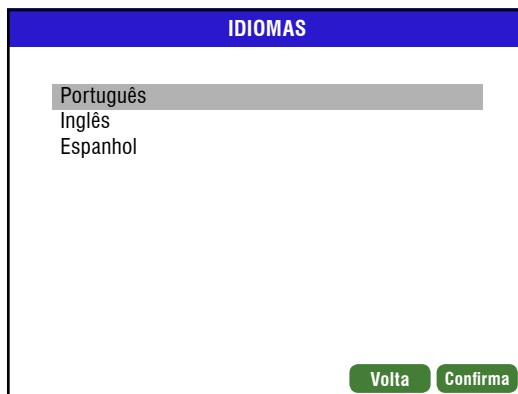 IDIOMAS
Português
Inglês
Espanhol
Volta Confirma